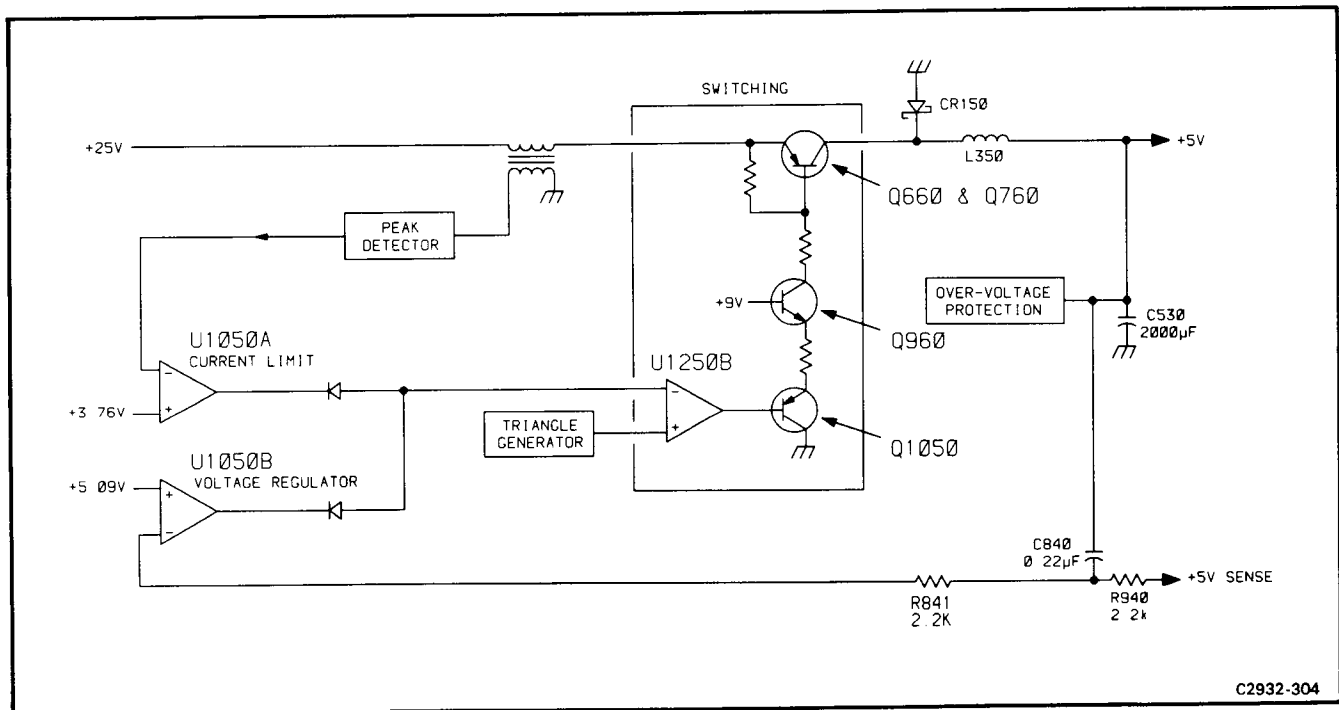 SWITCHING
CR150
+25V
L350
+5V
Q660 & Q760
PEAK
DETECTOR
+9V
OVER-VOLTAGE
PROTECTION
C530
2000µF
Q960
U1050A
CURRENT LIMIT
U1250B
+3 76V
TRIANGLE
GENERATOR
Q1050
U1050B
VOLTAGE REGULATOR
+5 09V
C840
0 22µF
+5V SENSE
R841
2.2K
R940
2 2k
C2932-304